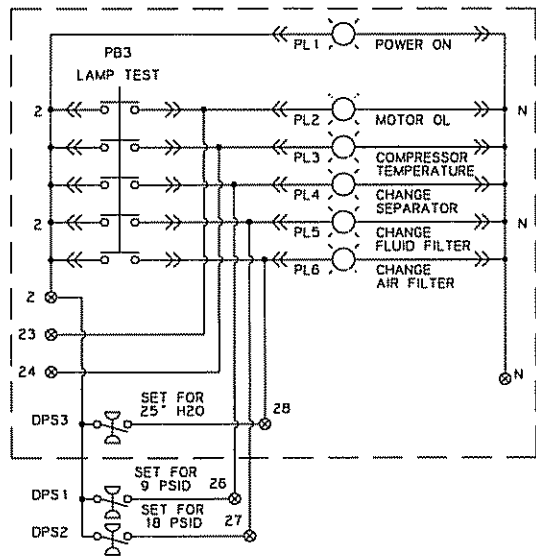 PB3
LAMP TEST
PL1
POWER ON
2
PL2
MOTOR OL
N
PL3
COMPRESSOR
TEMPERATURE
PL4
CHANGE
SEPARATOR
2
PL5
CHANGE
FLUID FILTER
N
PL6
CHANGE
AIR FILTER
2
23
24
N
DPS3
SET FOR
25" H2O
28
DPS1
SET FOR
9 PSID
26
DPS2
SET FOR
18 PSID
27